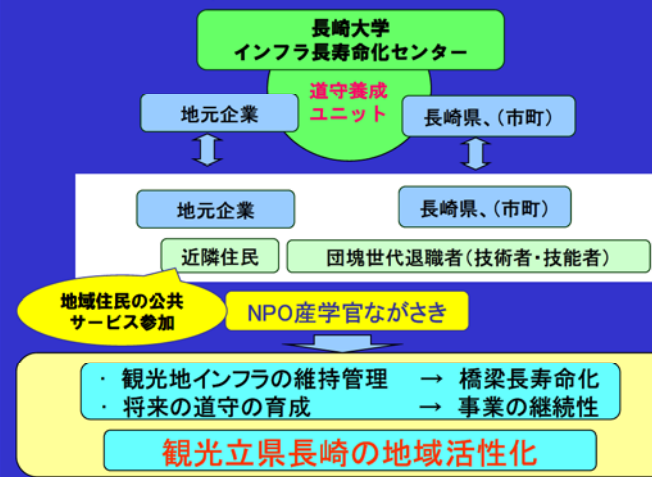 長崎大学
インフラ長寿命化センター
道守養成
ユニット
地元企業
長崎県、(市町)
地元企業
長崎県、(市町)
近隣住民
団塊世代退職者(技術者・技能者)
地域住民の公共
サービス参加
NPO産学官ながさき
・ 観光地インフラの維持管理 → 橋梁長寿命化
・ 将来の道守の育成 → 事業の継続性
観光立県長崎の地域活性化